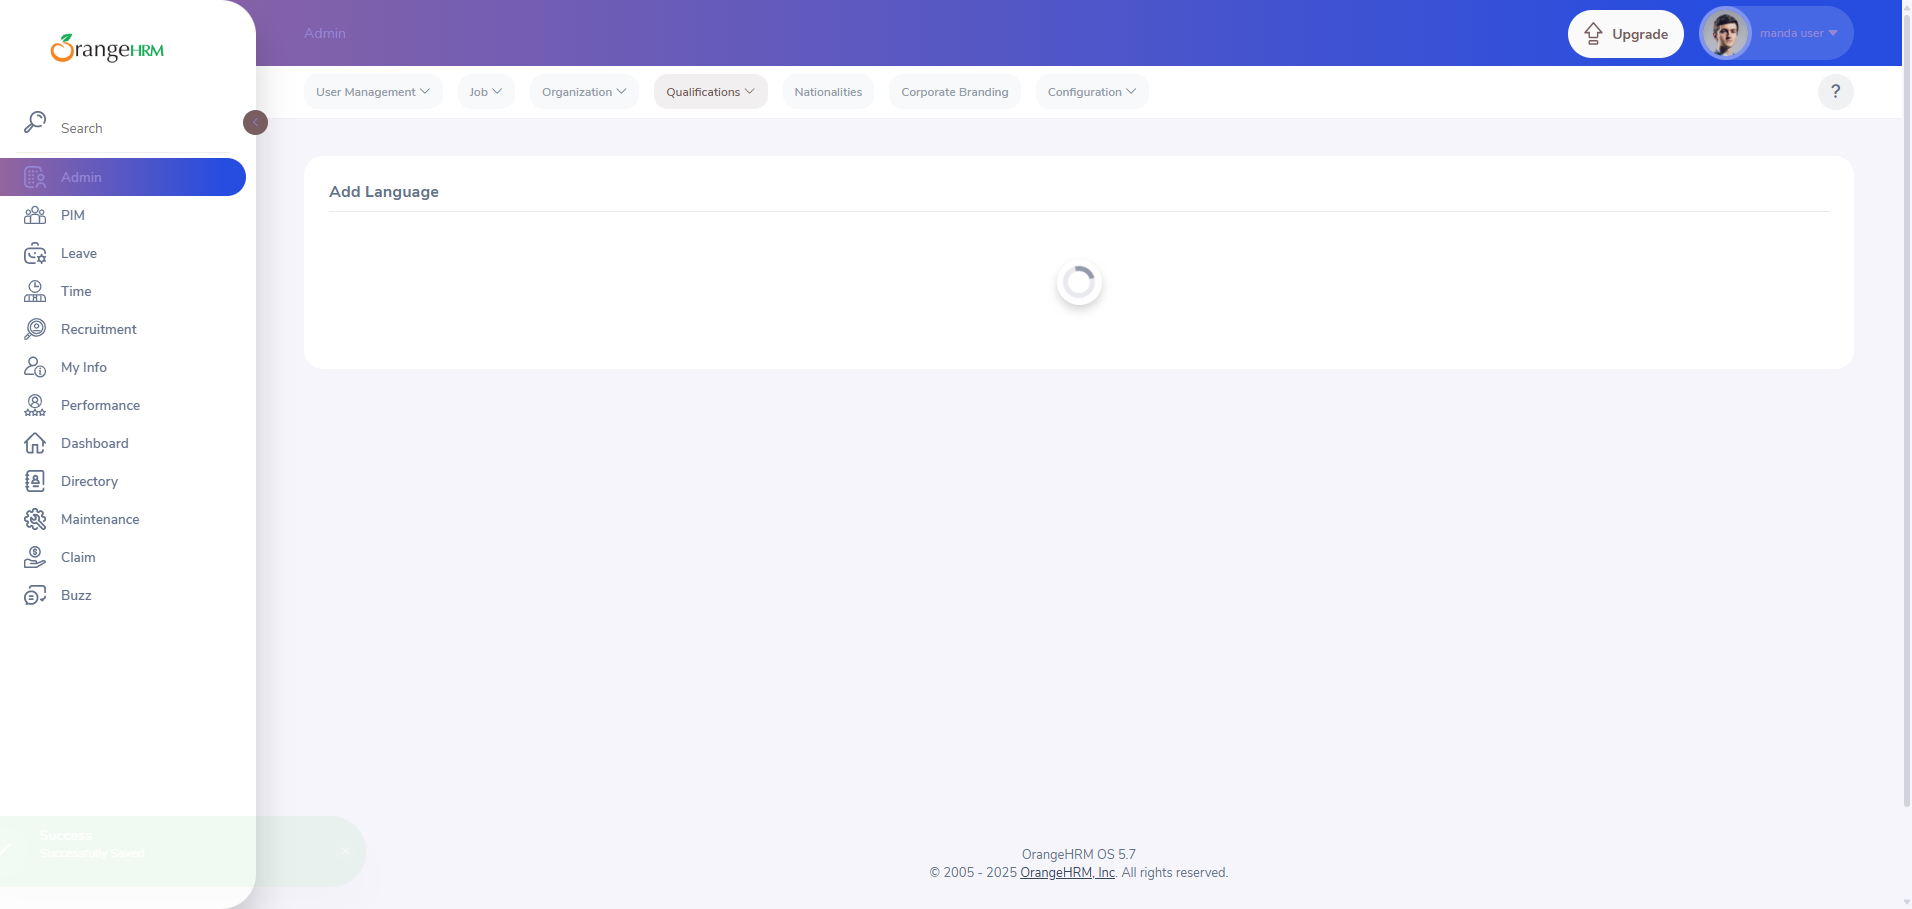 OrangeHRM
Search
Admin
PIM
Leave
Time
Recruitment
My Info
Performance
Dashboard
Directory
Maintenance
Claim
Buzz
Admin
Upgrade
manda user
User Management
Job
Organization
Qualifications
Nationalities
Corporate Branding
Configuration
?
Add Language
Success
Successfully Saved
OrangeHRM OS 5.7
© 2005 - 2025 OrangeHRM, Inc. All rights reserved.